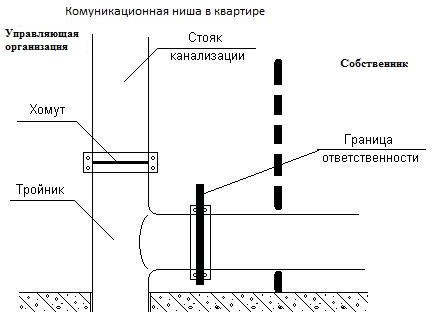 Комуникационная ниша в квартире
Управляющая
организация
Стояк
канализации
Собственник
Хомут
Граница
ответственности
Тройник